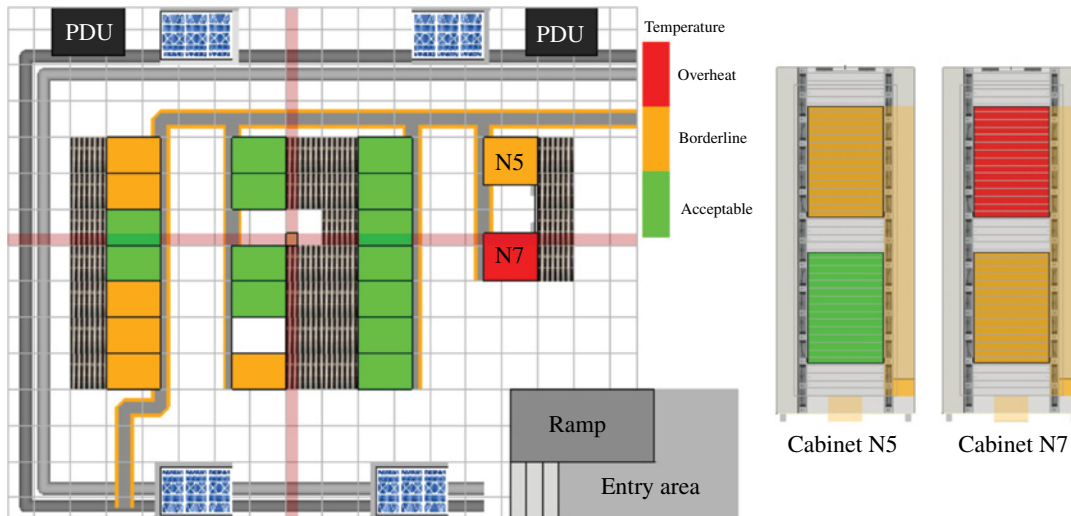 PDU
PDU
Temperature
Overheat
Borderline
Acceptable
N5
N7
Ramp
Entry area
Cabinet N5
Cabinet N7